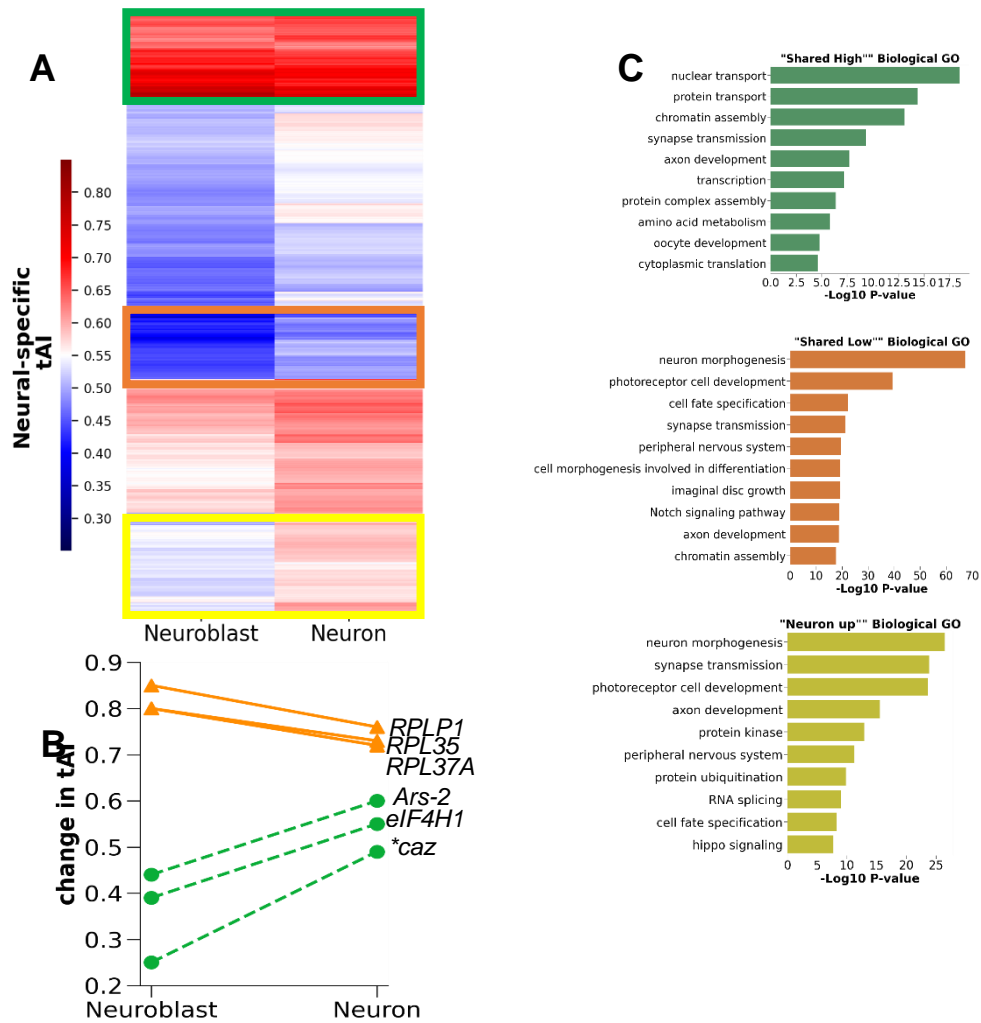 A
Neural-specific
tAI
0.80
0.75
0.70
0.65
0.60
0.55
0.50
0.45
0.40
0.35
0.30
Neuroblast Neuron
B
change in tAI
0.9
0.8
0.7
0.6
0.5
0.4
0.3
0.2
RPLP1
RPL35
RPL37A
Ars-2
eIF4H1
*caz
Neuroblast Neuron
C
"Shared High"" Biological GO
nuclear transport
protein transport
chromatin assembly
synapse transmission
axon development
transcription
protein complex assembly
amino acid metabolism
oocyte development
cytoplasmic translation
0.0 2.5 5.0 7.5 10.0 12.5 15.0 17.5
-Log10 P-value
"Shared Low"" Biological GO
neuron morphogenesis
photoreceptor cell development
cell fate specification
synapse transmission
peripheral nervous system
cell morphogenesis involved in differentiation
imaginal disc growth
Notch signaling pathway
axon development
chromatin assembly
0 10 20 30 40 50 60 70
-Log10 P-value
"Neuron up"" Biological GO
neuron morphogenesis
synapse transmission
photoreceptor cell development
axon development
protein kinase
peripheral nervous system
protein ubiquitination
RNA splicing
cell fate specification
hippo signaling
0 5 10 15 20 25
-Log10 P-value